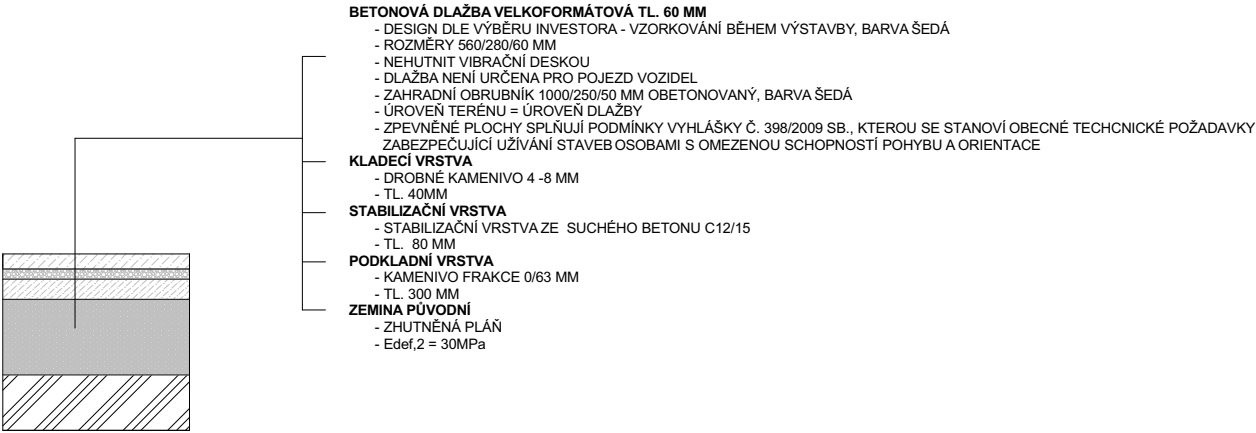 BETONOVÁ DLAŽBA VELKOFORMÁTOVÁ TL. 60 MM
- DESIGN DLE VÝBĚRU INVESTORA - VZORKOVÁNÍ BĚHEM VÝSTAVBY, BARVA ŠEDÁ
- ROZMĚRY 560/280/60 MM
- NEHUTNIT VIBRAČNÍ DESKOU
- DLAŽBA NENÍ URČENA PRO POJEZD VOZIDEL
- ZAHRADNÍ OBRUBNÍK 1000/250/50 MM OBETONOVANÝ, BARVA ŠEDÁ
- ÚROVEŇ TERÉNU = ÚROVEŇ DLAŽBY
- ZPEVNĚNÉ PLOCHY SPLŇUJÍ PODMÍNKY VYHLÁŠKY Č. 398/2009 SB., KTEROU SE STANOVÍ OBECNÉ TECHCNICKÉ POŽADAVKY
ZABEZPEČUJÍCÍ UŽÍVÁNÍ STAVEB OSOBAMI S OMEZENOU SCHOPNOSTÍ POHYBU A ORIENTACE
KLADECÍ VRSTVA
- DROBNÉ KAMENIVO 4 -8 MM
- TL. 40MM
STABILIZAČNÍ VRSTVA
- STABILIZAČNÍ VRSTVA ZE SUCHÉHO BETONU C12/15
- TL. 80 MM
PODKLADNÍ VRSTVA
- KAMENIVO FRAKCE 0/63 MM
- TL. 300 MM
ZEMINA PŮVODNÍ
- ZHUTNĚNÁ PLÁŇ
- Edef,2 = 30MPa